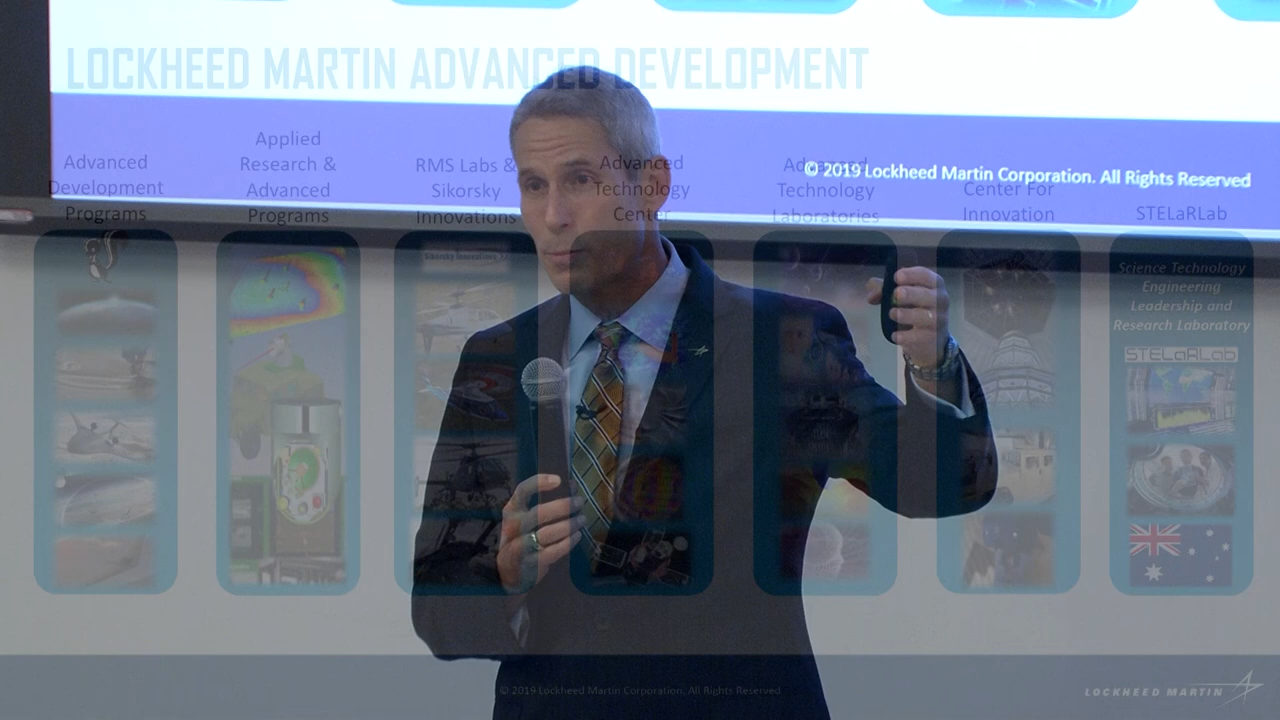 LOCKHEED MARTIN ADVANCED DEVELOPMENT
© 2019 Lockheed Martin Corporation. All Rights Reserved
Advanced
Development
Programs
Applied
Research &
Advanced
Programs
RMS Labs &
Sikorsky
Innovations
Advanced
Technology
Center
Advanced
Technology
Laboratories
Center For
Innovation
STELaRLab
Sikorsky Innovations
Science Technology
Engineering
Leadership and
Research Laboratory
STELaRLab
© 2019 Lockheed Martin Corporation. All Rights Reserved
LOCKHEED MARTIN